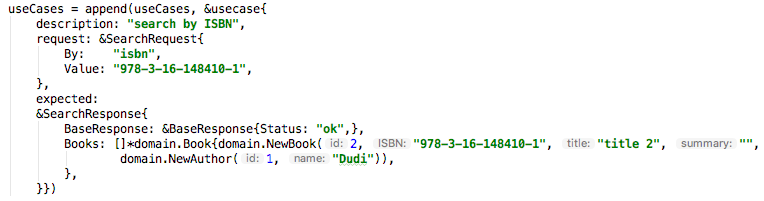 useCases = append(useCases, &usecase{
    description: "search by ISBN",
    request: &SearchRequest{
        By:    "isbn",
        Value: "978-3-16-148410-1",
    },
    expected:
    &SearchResponse{
        BaseResponse: &BaseResponse{Status: "ok",},
        Books: []*domain.Book{domain.NewBook( id: 2,  ISBN: "978-3-16-148410-1",  title: "title 2",  summary: "",
                domain.NewAuthor( id: 1,  name: "Dudi")),
        },
    }})